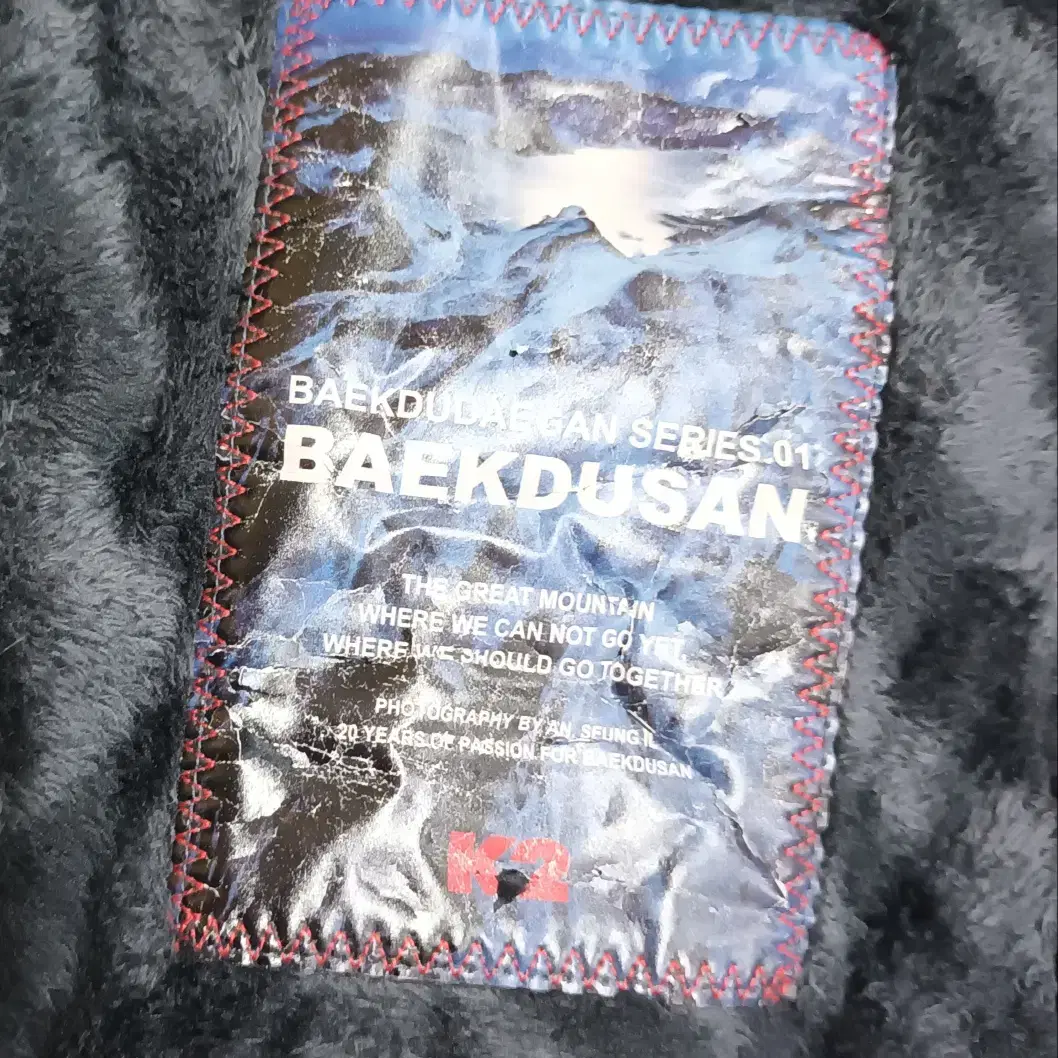 BAEKDUDAEGAN SERIES.01
BAEKDUSAN
THE GREAT MOUNTAIN
WHERE WE CAN NOT GO YET,
WHERE WE SHOULD GO TOGETHER
PHOTOGRAPHY BY AN, SEUNG IL
20 YEARS OF PASSION FOR BAEKDUSAN
K2